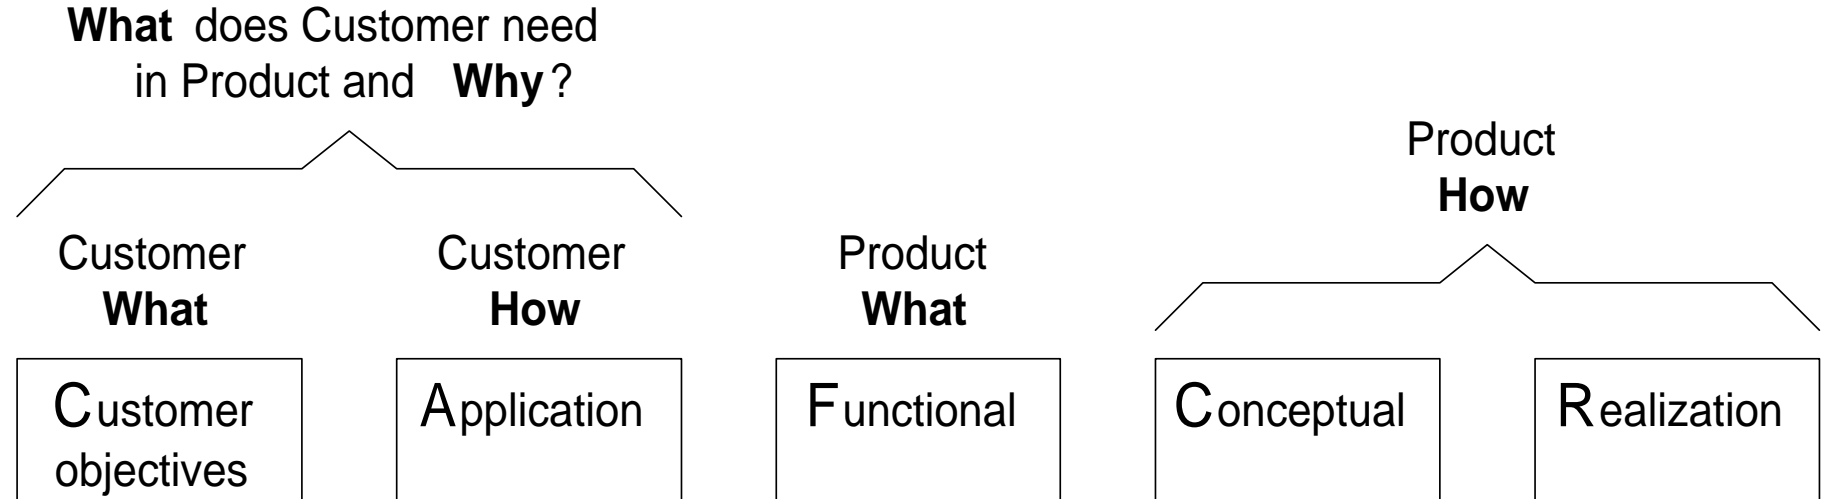 What does Customer need
in Product and Why?
Product
How
Customer
What
Customer
How
Product
What
Customer
objectives
Application
Functional
Conceptual
Realization